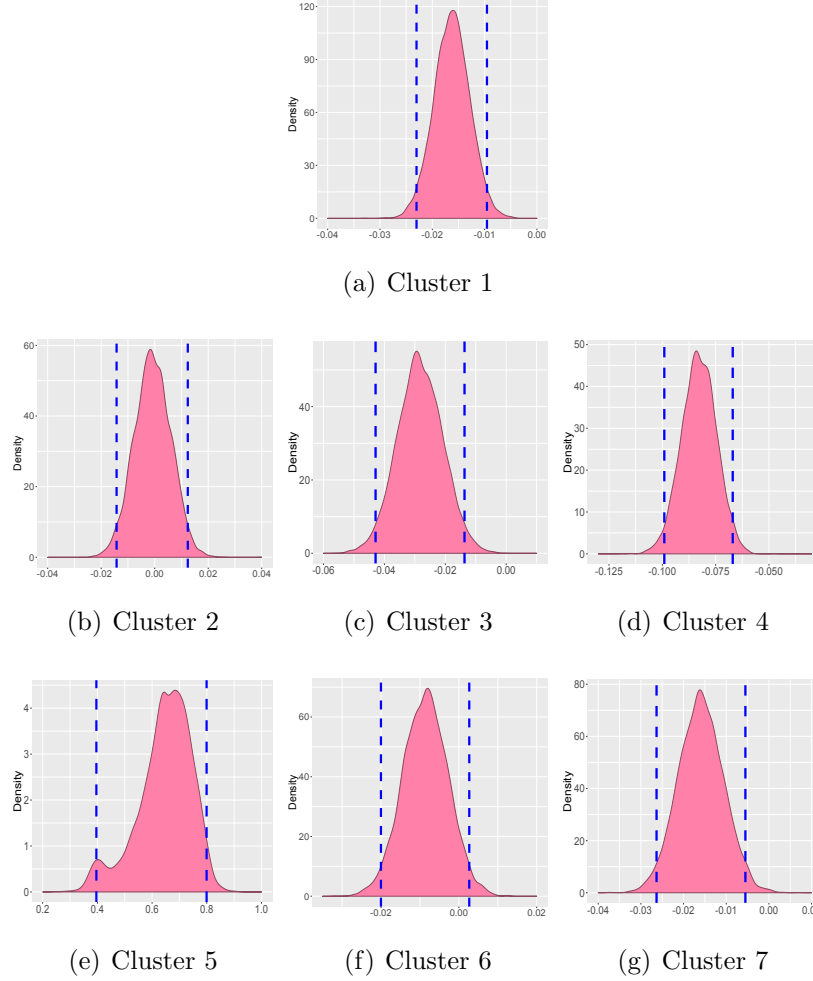 120
90
60
30
0
Density
-0.04 -0.03 -0.02 -0.01 0.00
(a) Cluster 1
60
40
20
0
Density
-0.04 -0.02 0.00 0.02 0.04
(b) Cluster 2
40
20
0
Density
-0.06 -0.04 -0.02 0.00
(c) Cluster 3
50
40
30
20
10
0
Density
-0.125 -0.100 -0.075 -0.050
(d) Cluster 4
4
3
2
1
0
Density
0.2 0.4 0.6 0.8 1.0
(e) Cluster 5
60
40
20
0
Density
-0.02 0.00 0.02
(f) Cluster 6
80
60
40
20
0
Density
-0.04 -0.03 -0.02 -0.01 0.00 0.01
(g) Cluster 7